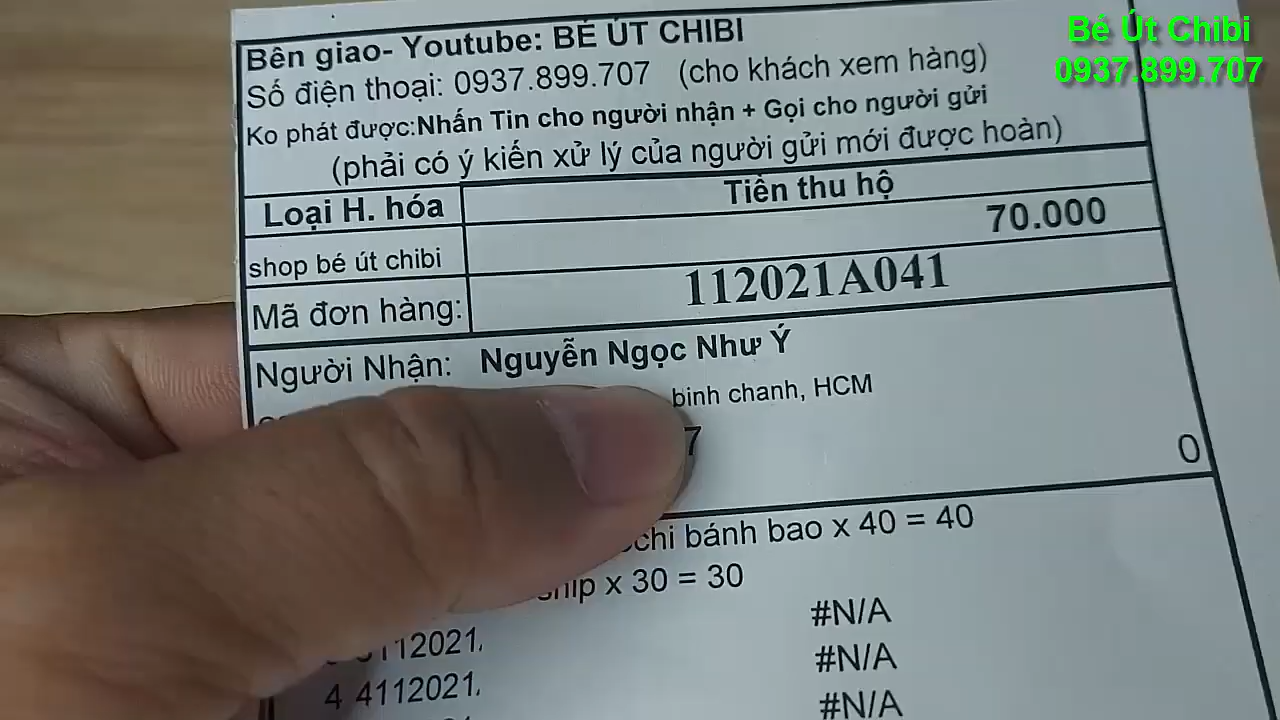 Bé Út Chibi
0937.899.707
Bên giao- Youtube: BÉ ÚT CHIBI
Số điện thoại: 0937.899.707 (cho khách xem hàng)
Ko phát được:Nhấn Tin cho người nhận + Gọi cho người gửi
(phải có ý kiến xử lý của người gửi mới được hoàn)
Loại H. hóa Tiền thu hộ
shop bé út chibi 70.000
Mã đơn hàng: 112021A041
Người Nhận: Nguyễn Ngọc Như Ý
binh chanh, HCM
7
0
bánh bao x 40 = 40
x 30 = 30
#N/A
#N/A
4 4112021.
#N/A